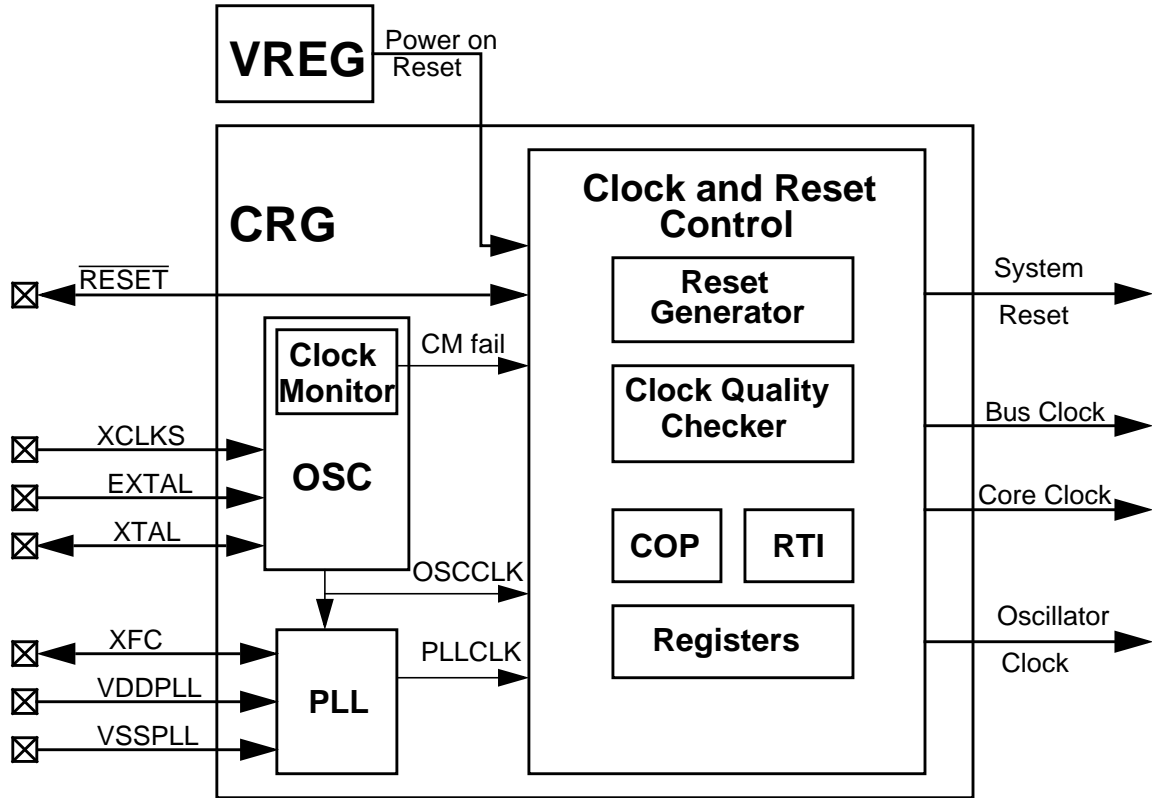 VREG
Power on
Reset
CRG
Clock and Reset
Control
RESET
Reset
Generator
System
Reset
Clock
Monitor
CM fail
Clock Quality
Checker
XCLKS
Bus Clock
OSC
EXTAL
Core Clock
XTAL
COP
RTI
OSCCLK
XFC
Registers
Oscillator
Clock
PLLCLK
VDDPLL
PLL
VSSPLL